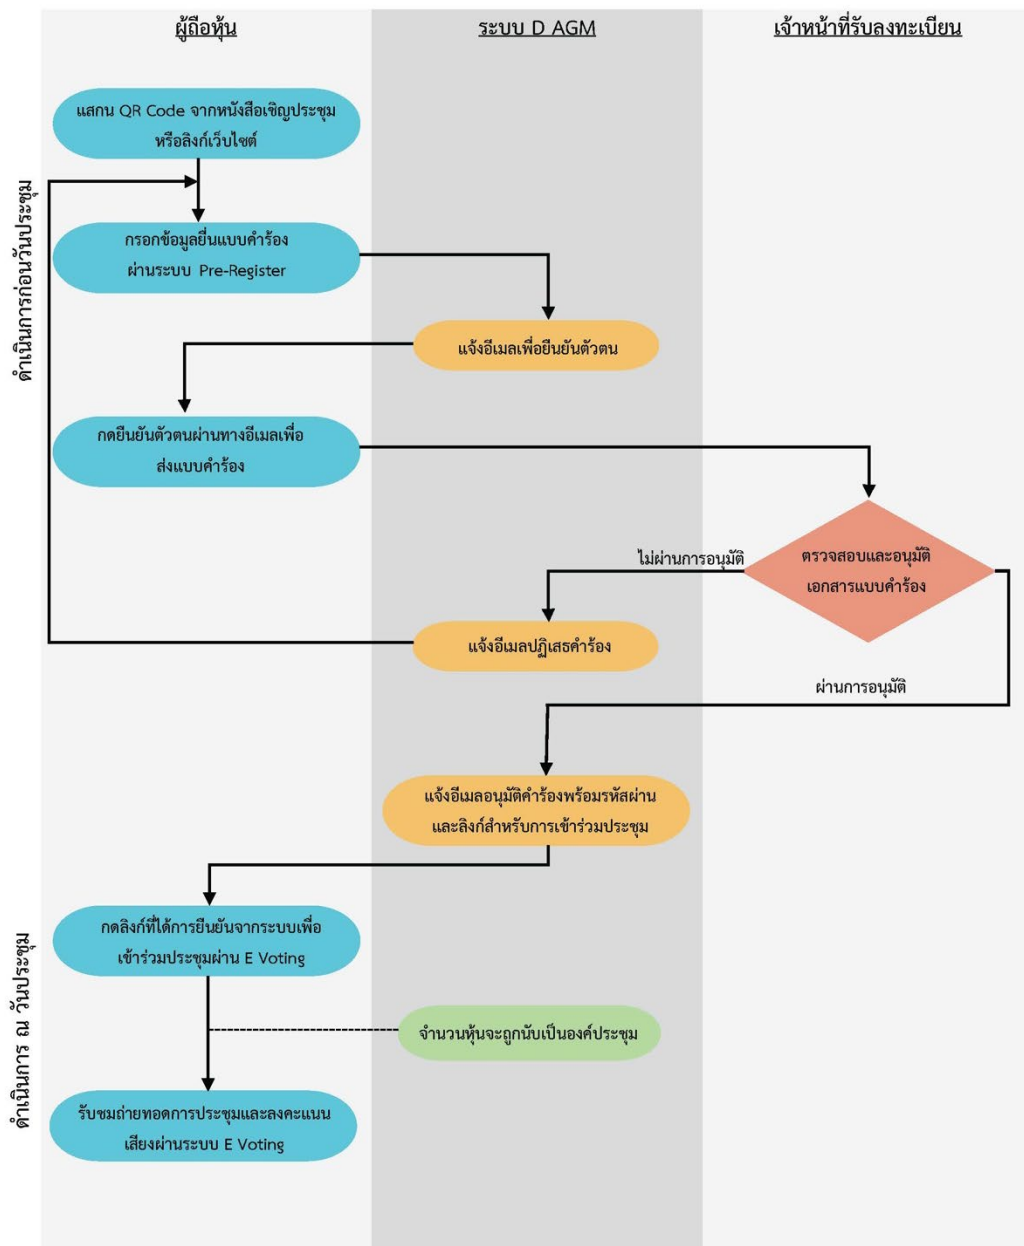 ผู้ถือหุ้น
ระบบ D AGM
เจ้าหน้าที่รับลงทะเบียน
ดำเนินการก่อนวันประชุม
แสกน QR Code จากหนังสือเชิญประชุม
หรือลิงก์เว็บไซต์
กรอกข้อมูลยื่นแบบคำร้อง
ผ่านระบบ Pre-Register
แจ้งอีเมลเพื่อยืนยันตัวตน
กดยืนยันตัวตนผ่านทางอีเมลเพื่อ
ส่งแบบคำร้อง
ตรวจสอบและอนุมัติ
เอกสารแบบคำร้อง
ไม่ผ่านการอนุมัติ
แจ้งอีเมลปฏิเสธคำร้อง
ผ่านการอนุมัติ
แจ้งอีเมลอนุมัติคำร้องพร้อมรหัสผ่าน
และลิงก์สำหรับการเข้าร่วมประชุม
ดำเนินการ ณ วันประชุม
กดลิงก์ที่ได้การยืนยันจากระบบเพื่อ
เข้าร่วมประชุมผ่าน E Voting
จำนวนหุ้นจะถูกนับเป็นองค์ประชุม
รับชมถ่ายทอดการประชุมและลงคะแนน
เสียงผ่านระบบ E Voting